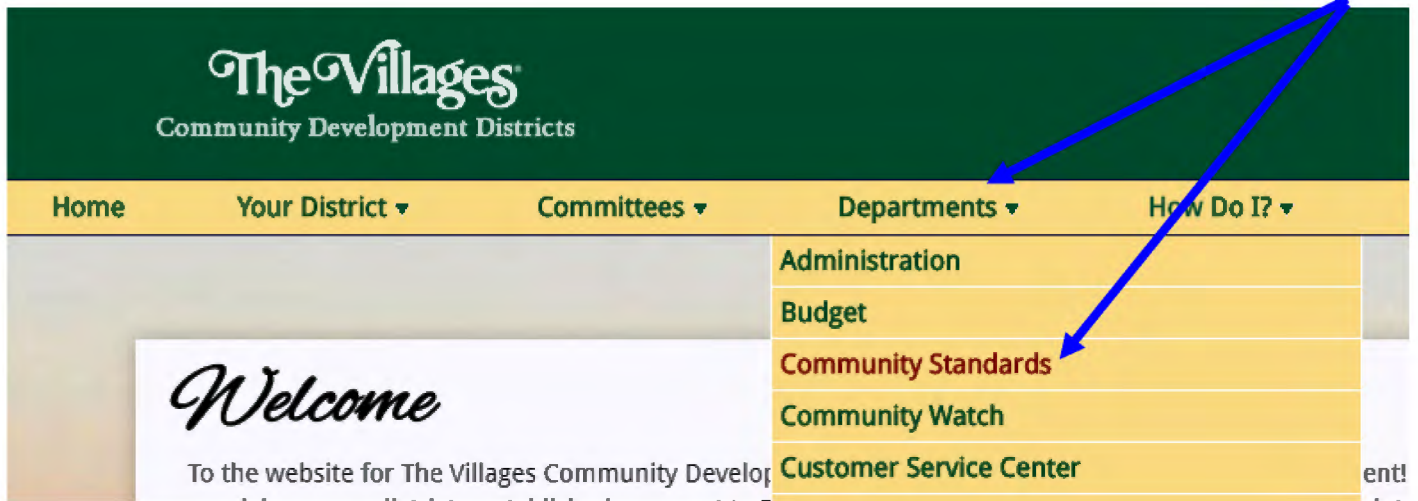 The Villages®
Community Development Districts
Home Your District ▾ Committees ▾ Departments ▾ How Do I? ▾
Administration
Budget
Community Standards
Community Watch
Customer Service Center
Welcome
To the website for The Villages Community Develop ent!